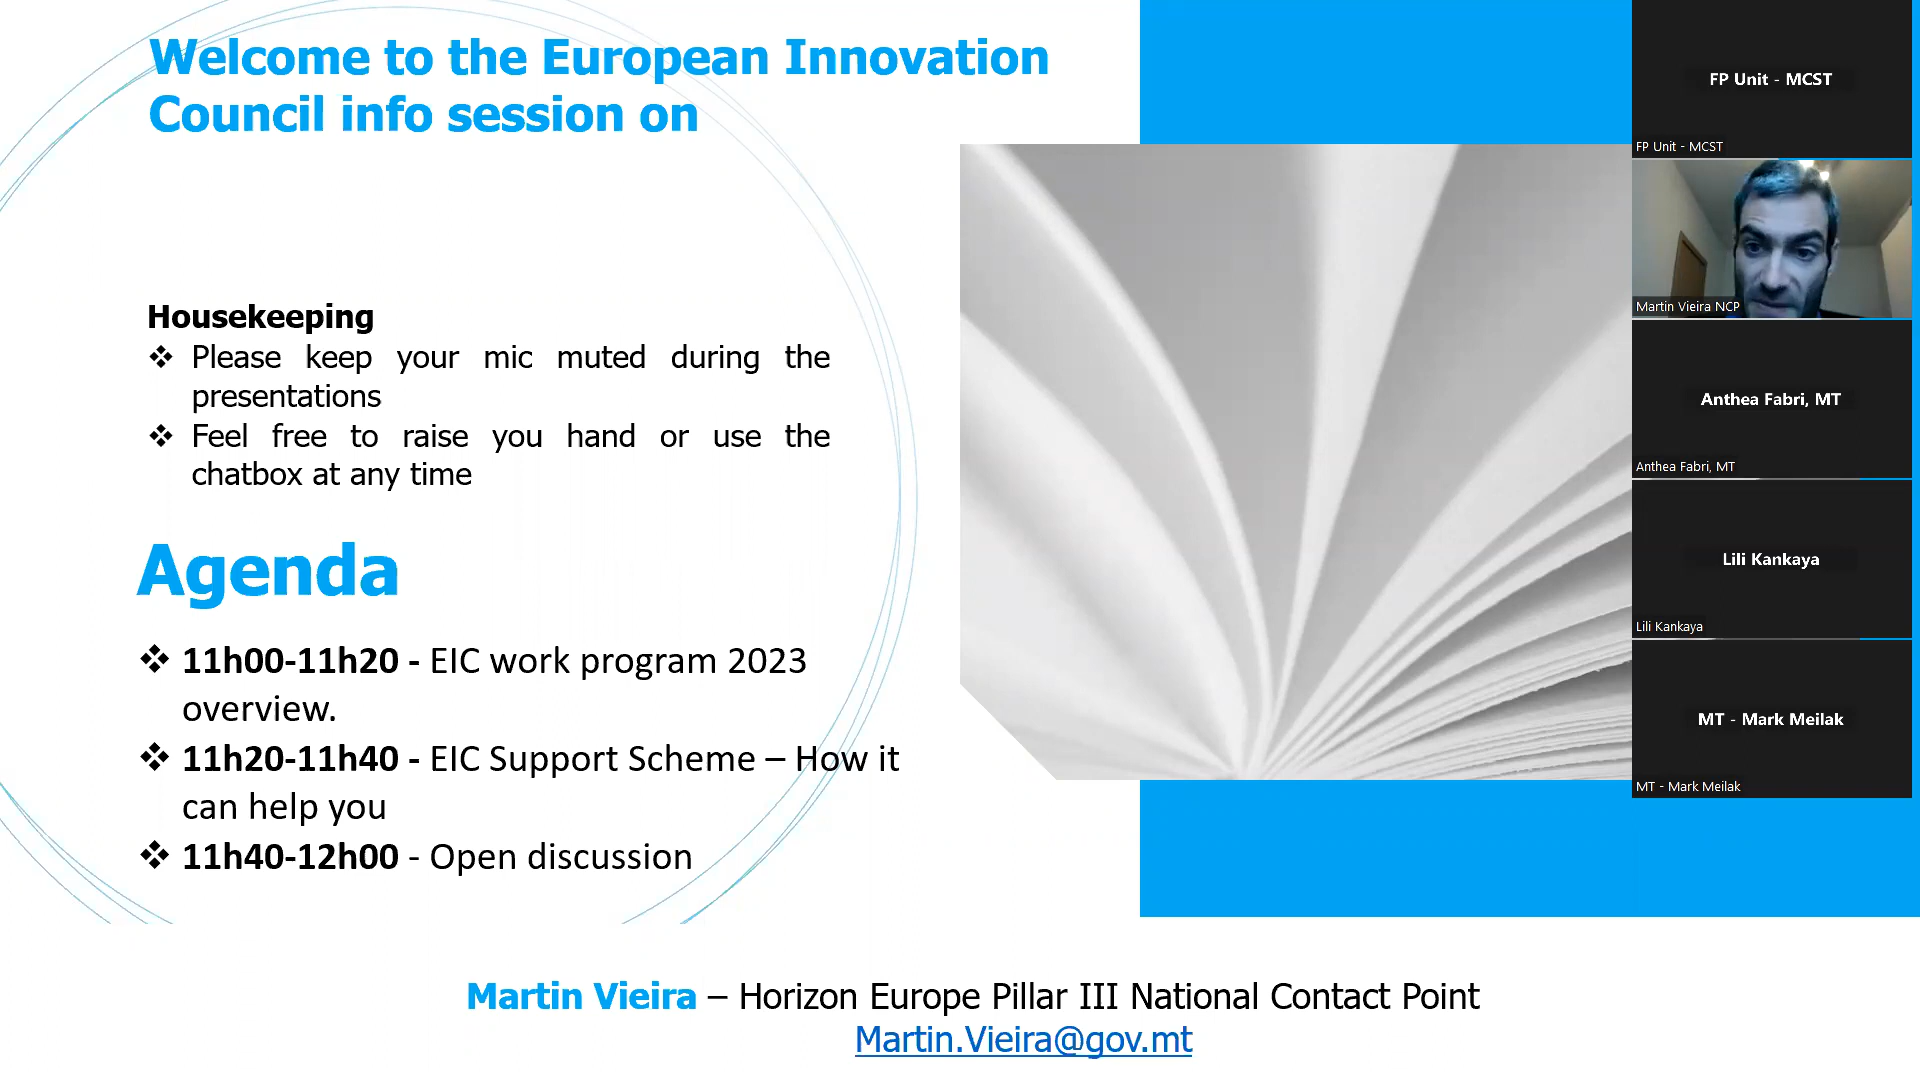 Welcome to the European Innovation
Council info session on
Housekeeping
❖ Please keep your mic muted during the
presentations
❖ Feel free to raise you hand or use the
chatbox at any time
Agenda
❖ 11h00-11h20 - EIC work program 2023
overview.
❖ 11h20-11h40 - EIC Support Scheme – How it
can help you
❖ 11h40-12h00 - Open discussion
Martin Vieira – Horizon Europe Pillar III National Contact Point
Martin.Vieira@gov.mt
FP Unit - MCST
FP Unit - MCST
Martin Vieira NCP
Anthea Fabri, MT
Anthea Fabri, MT
Lili Kankaya
Lili Kankaya
MT - Mark Meilak
MT - Mark Meilak